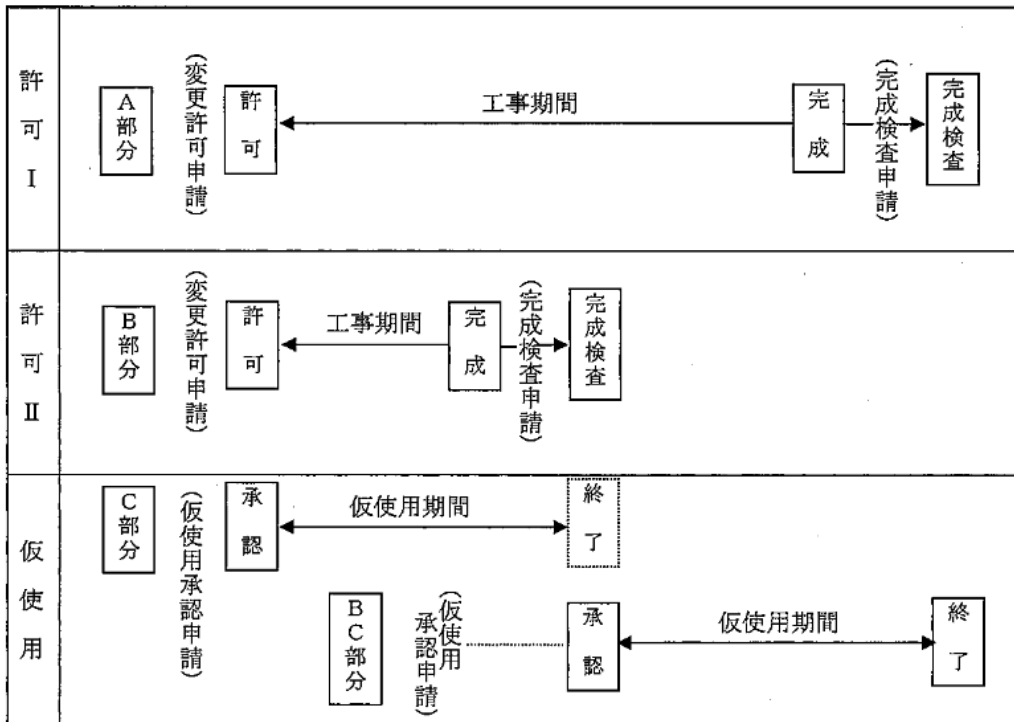 許可Ⅰ
A部分
(変更許可申請)
許可
工事期間
完成
(完成検査申請)
完成検査
許可Ⅱ
B部分
(変更許可申請)
許可
工事期間
完成
(完成検査申請)
完成検査
仮使用
C部分
(仮使用承認申請)
承認
仮使用期間
終了
BC部分
(仮使用
承認申請)
承認
仮使用期間
終了